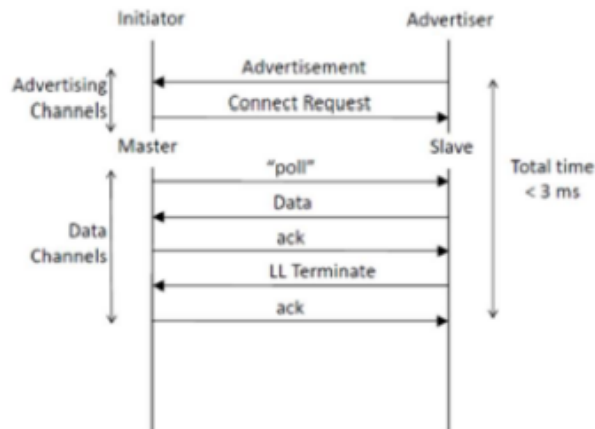 Initiator
Advertiser
Advertisement
Advertising
Channels
Connect Request
Master
Slave
"poll"
Total time
< 3 ms
Data
Data
Channels
ack
LL Terminate
ack